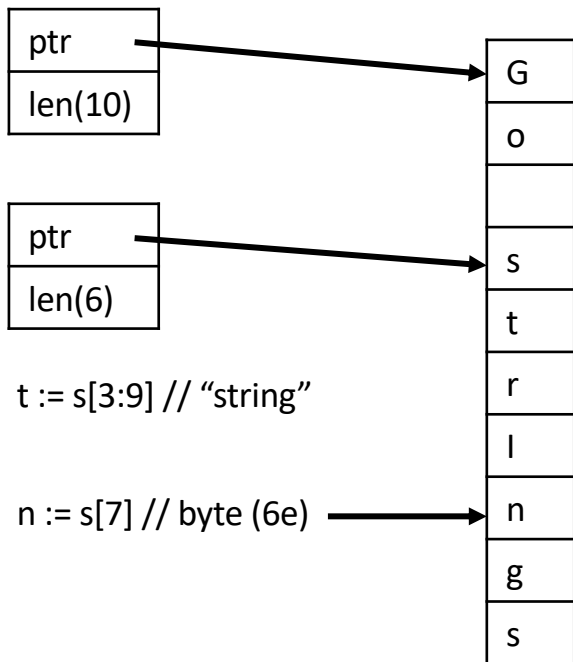 ptr
len(10)
ptr
len(6)
t := s[3:9] // “string”
n := s[7] // byte (6e)
G
o
s
t
r
I
n
g
s